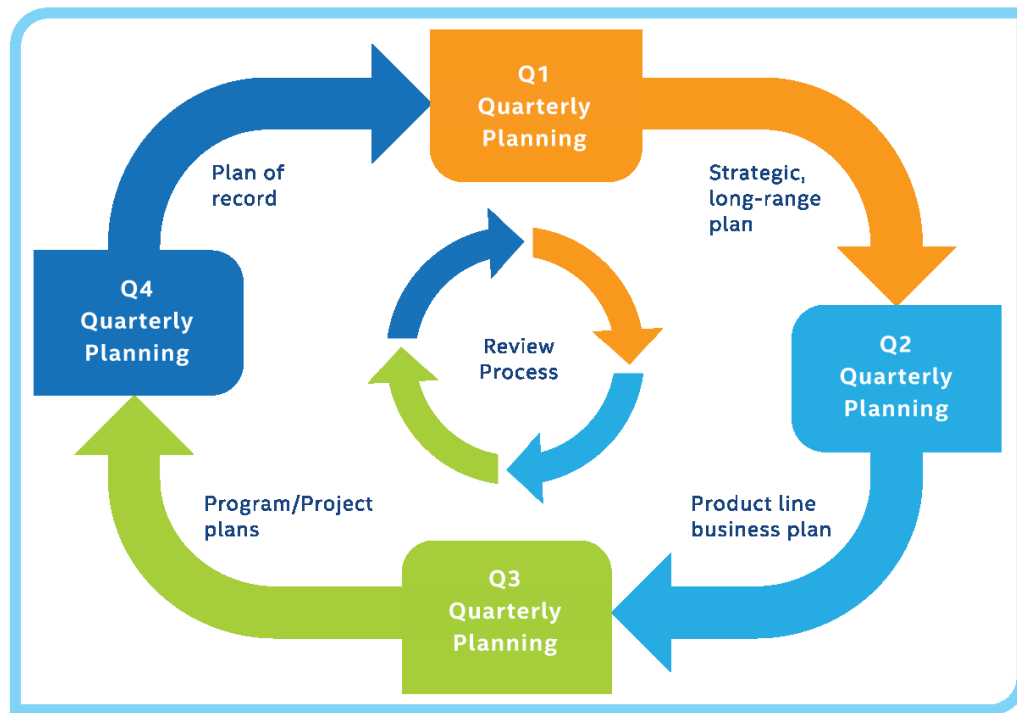 Q1
Quarterly
Planning
Plan of
record
Strategic,
long-range
plan
Q4
Quarterly
Planning
Review
Process
Q2
Quarterly
Planning
Program/Project
plans
Product line
business plan
Q3
Quarterly
Planning